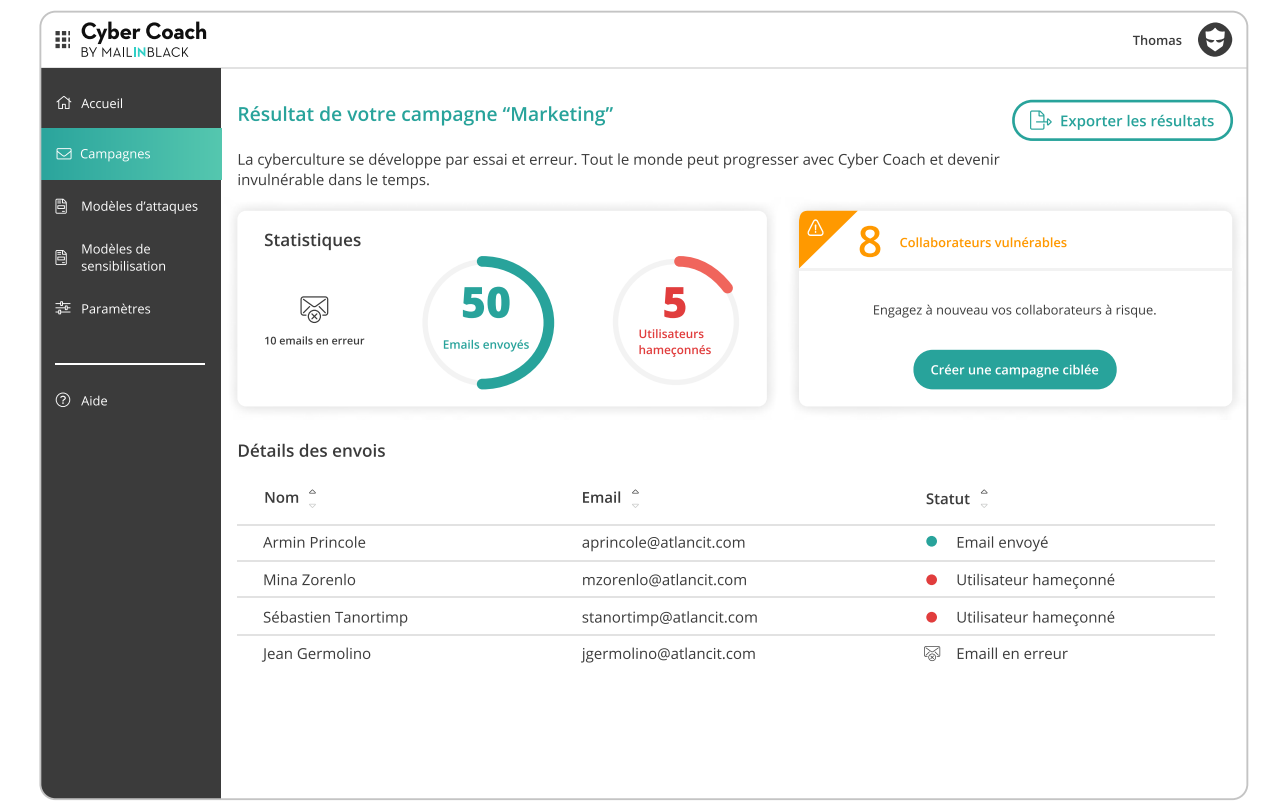 Cyber Coach
BY MAILINBLACK
Thomas
Accueil
Campagnes
Modèles d’attaques
Modèles de
sensibilisation
Paramètres
Aide
Résultat de votre campagne “Marketing”
Exporter les résultats
La cyberculture se développe par essai et erreur. Tout le monde peut progresser avec Cyber Coach et devenir
invulnérable dans le temps.
Statistiques
10 emails en erreur
50
Emails envoyés
5
Utilisateurs
hameçonnés
8
Collaborateurs vulnérables
Engagez à nouveau vos collaborateurs à risque.
Créer une campagne ciblée
Détails des envois
Nom Email Statut
Armin Princole aprincole@atlancit.com Email envoyé
Mina Zorenlo mzorenlo@atlancit.com Utilisateur hameçonné
Sébastien Tanortimp stanortimp@atlancit.com Utilisateur hameçonné
Jean Germolino jgermolino@atlancit.com Emaill en erreur